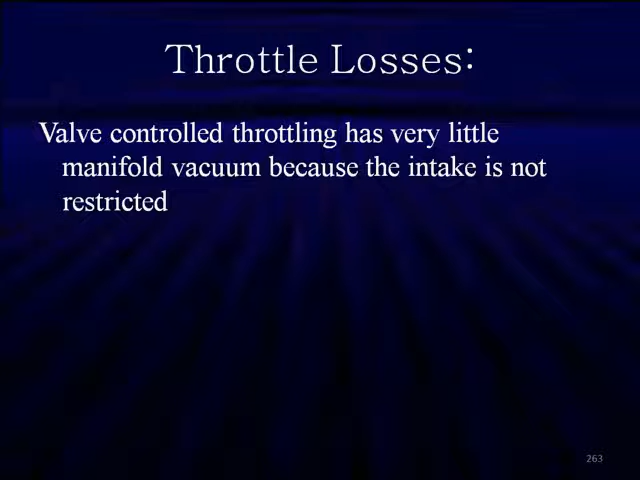 Throttle Losses:
Valve controlled throttling has very little
manifold vacuum because the intake is not
restricted
263